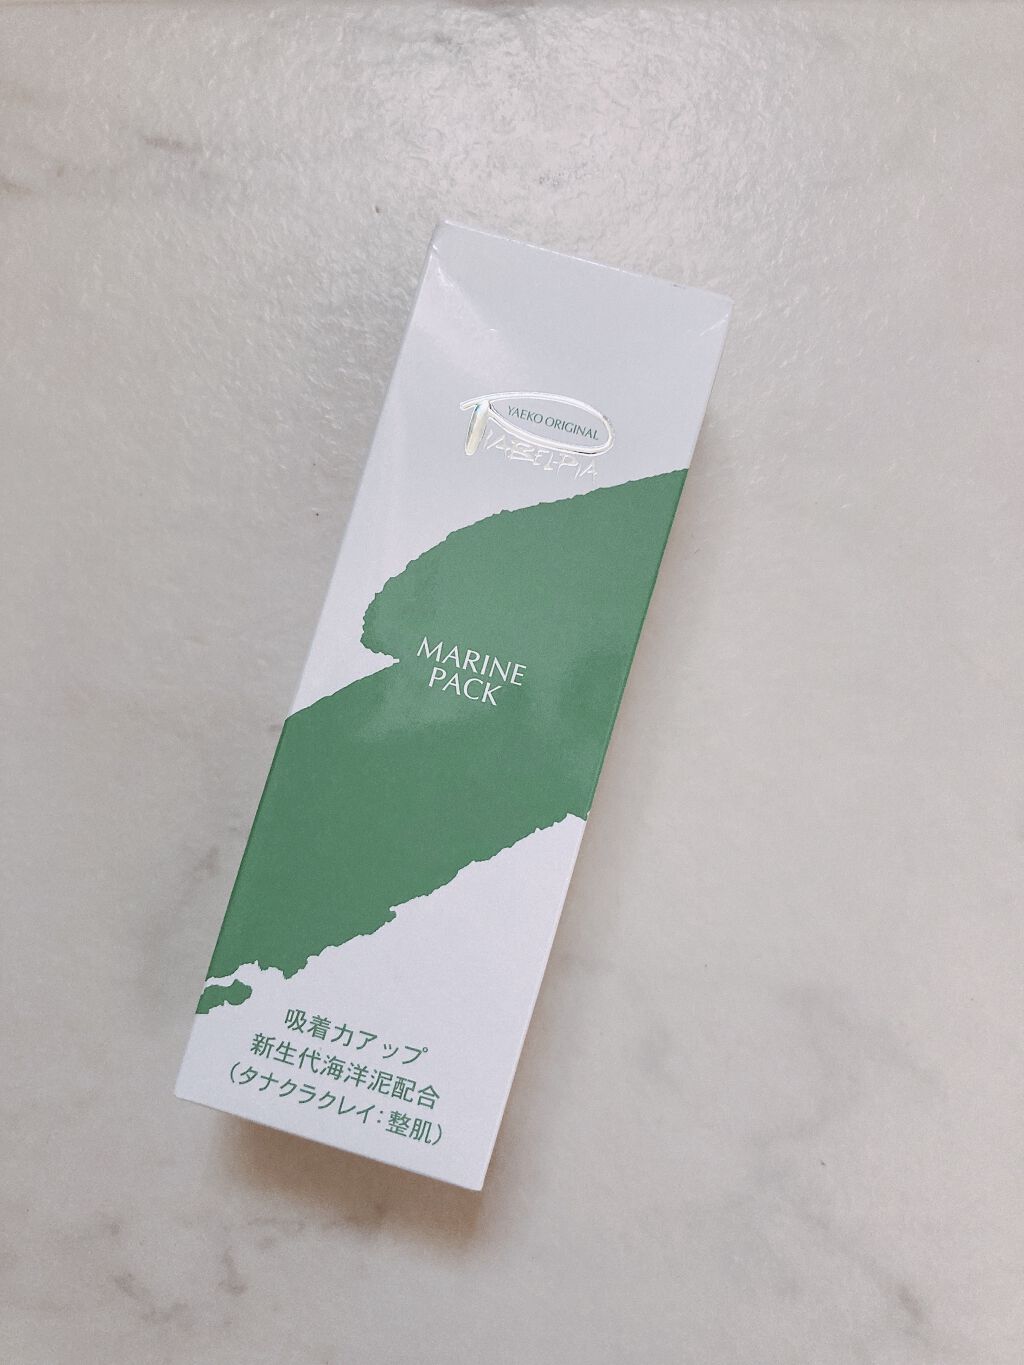 YAEKO ORIGINAL
MARINE
PACK
吸着力アップ
新生代海洋泥配合
（タナクラクレイ：整肌）